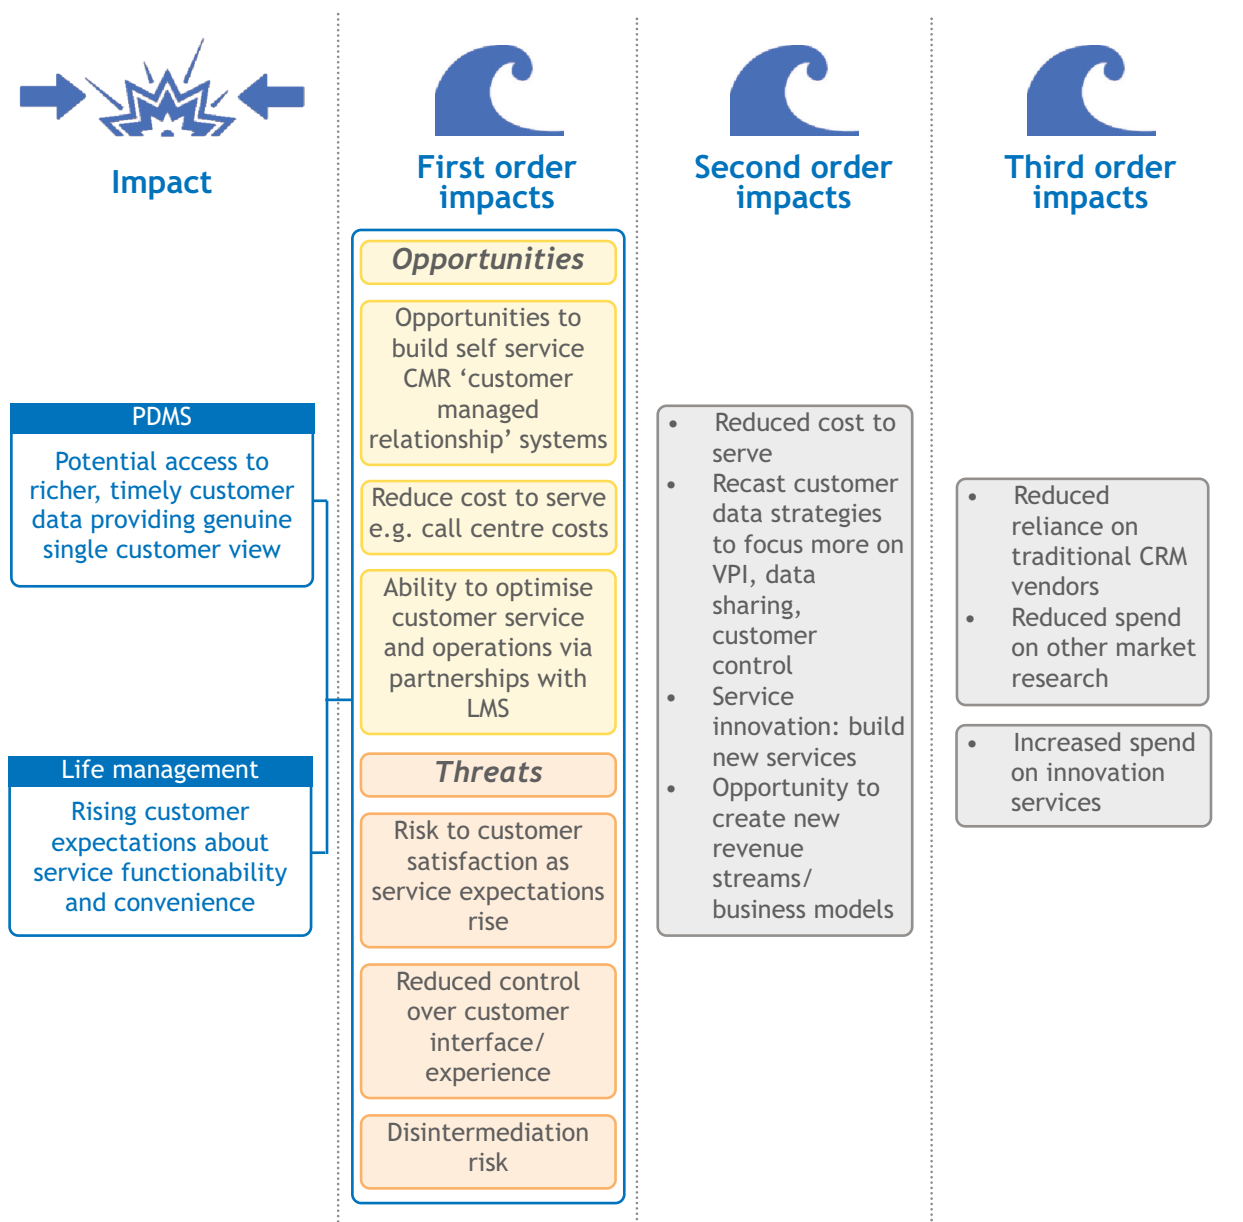 Impact
First order
impacts
Second order
impacts
Third order
impacts
PDMS
Potential access to
richer, timely customer
data providing genuine
single customer view
Life management
Rising customer
expectations about
service functionability
and convenience
Opportunities
Opportunities to
build self service
CMR ‘customer
managed
relationship’ systems
Reduce cost to serve
e.g. call centre costs
Ability to optimise
customer service
and operations via
partnerships with
LMS
Threats
Risk to customer
satisfaction as
service expectations
rise
Reduced control
over customer
interface/
experience
Disintermediation
risk
• Reduced cost to
serve
• Recast customer
data strategies
to focus more on
VPI, data
sharing,
customer
control
• Service
innovation: build
new services
• Opportunity to
create new
revenue
streams/
business models
• Reduced
reliance on
traditional CRM
vendors
• Reduced spend
on other market
research
• Increased spend
on innovation
services